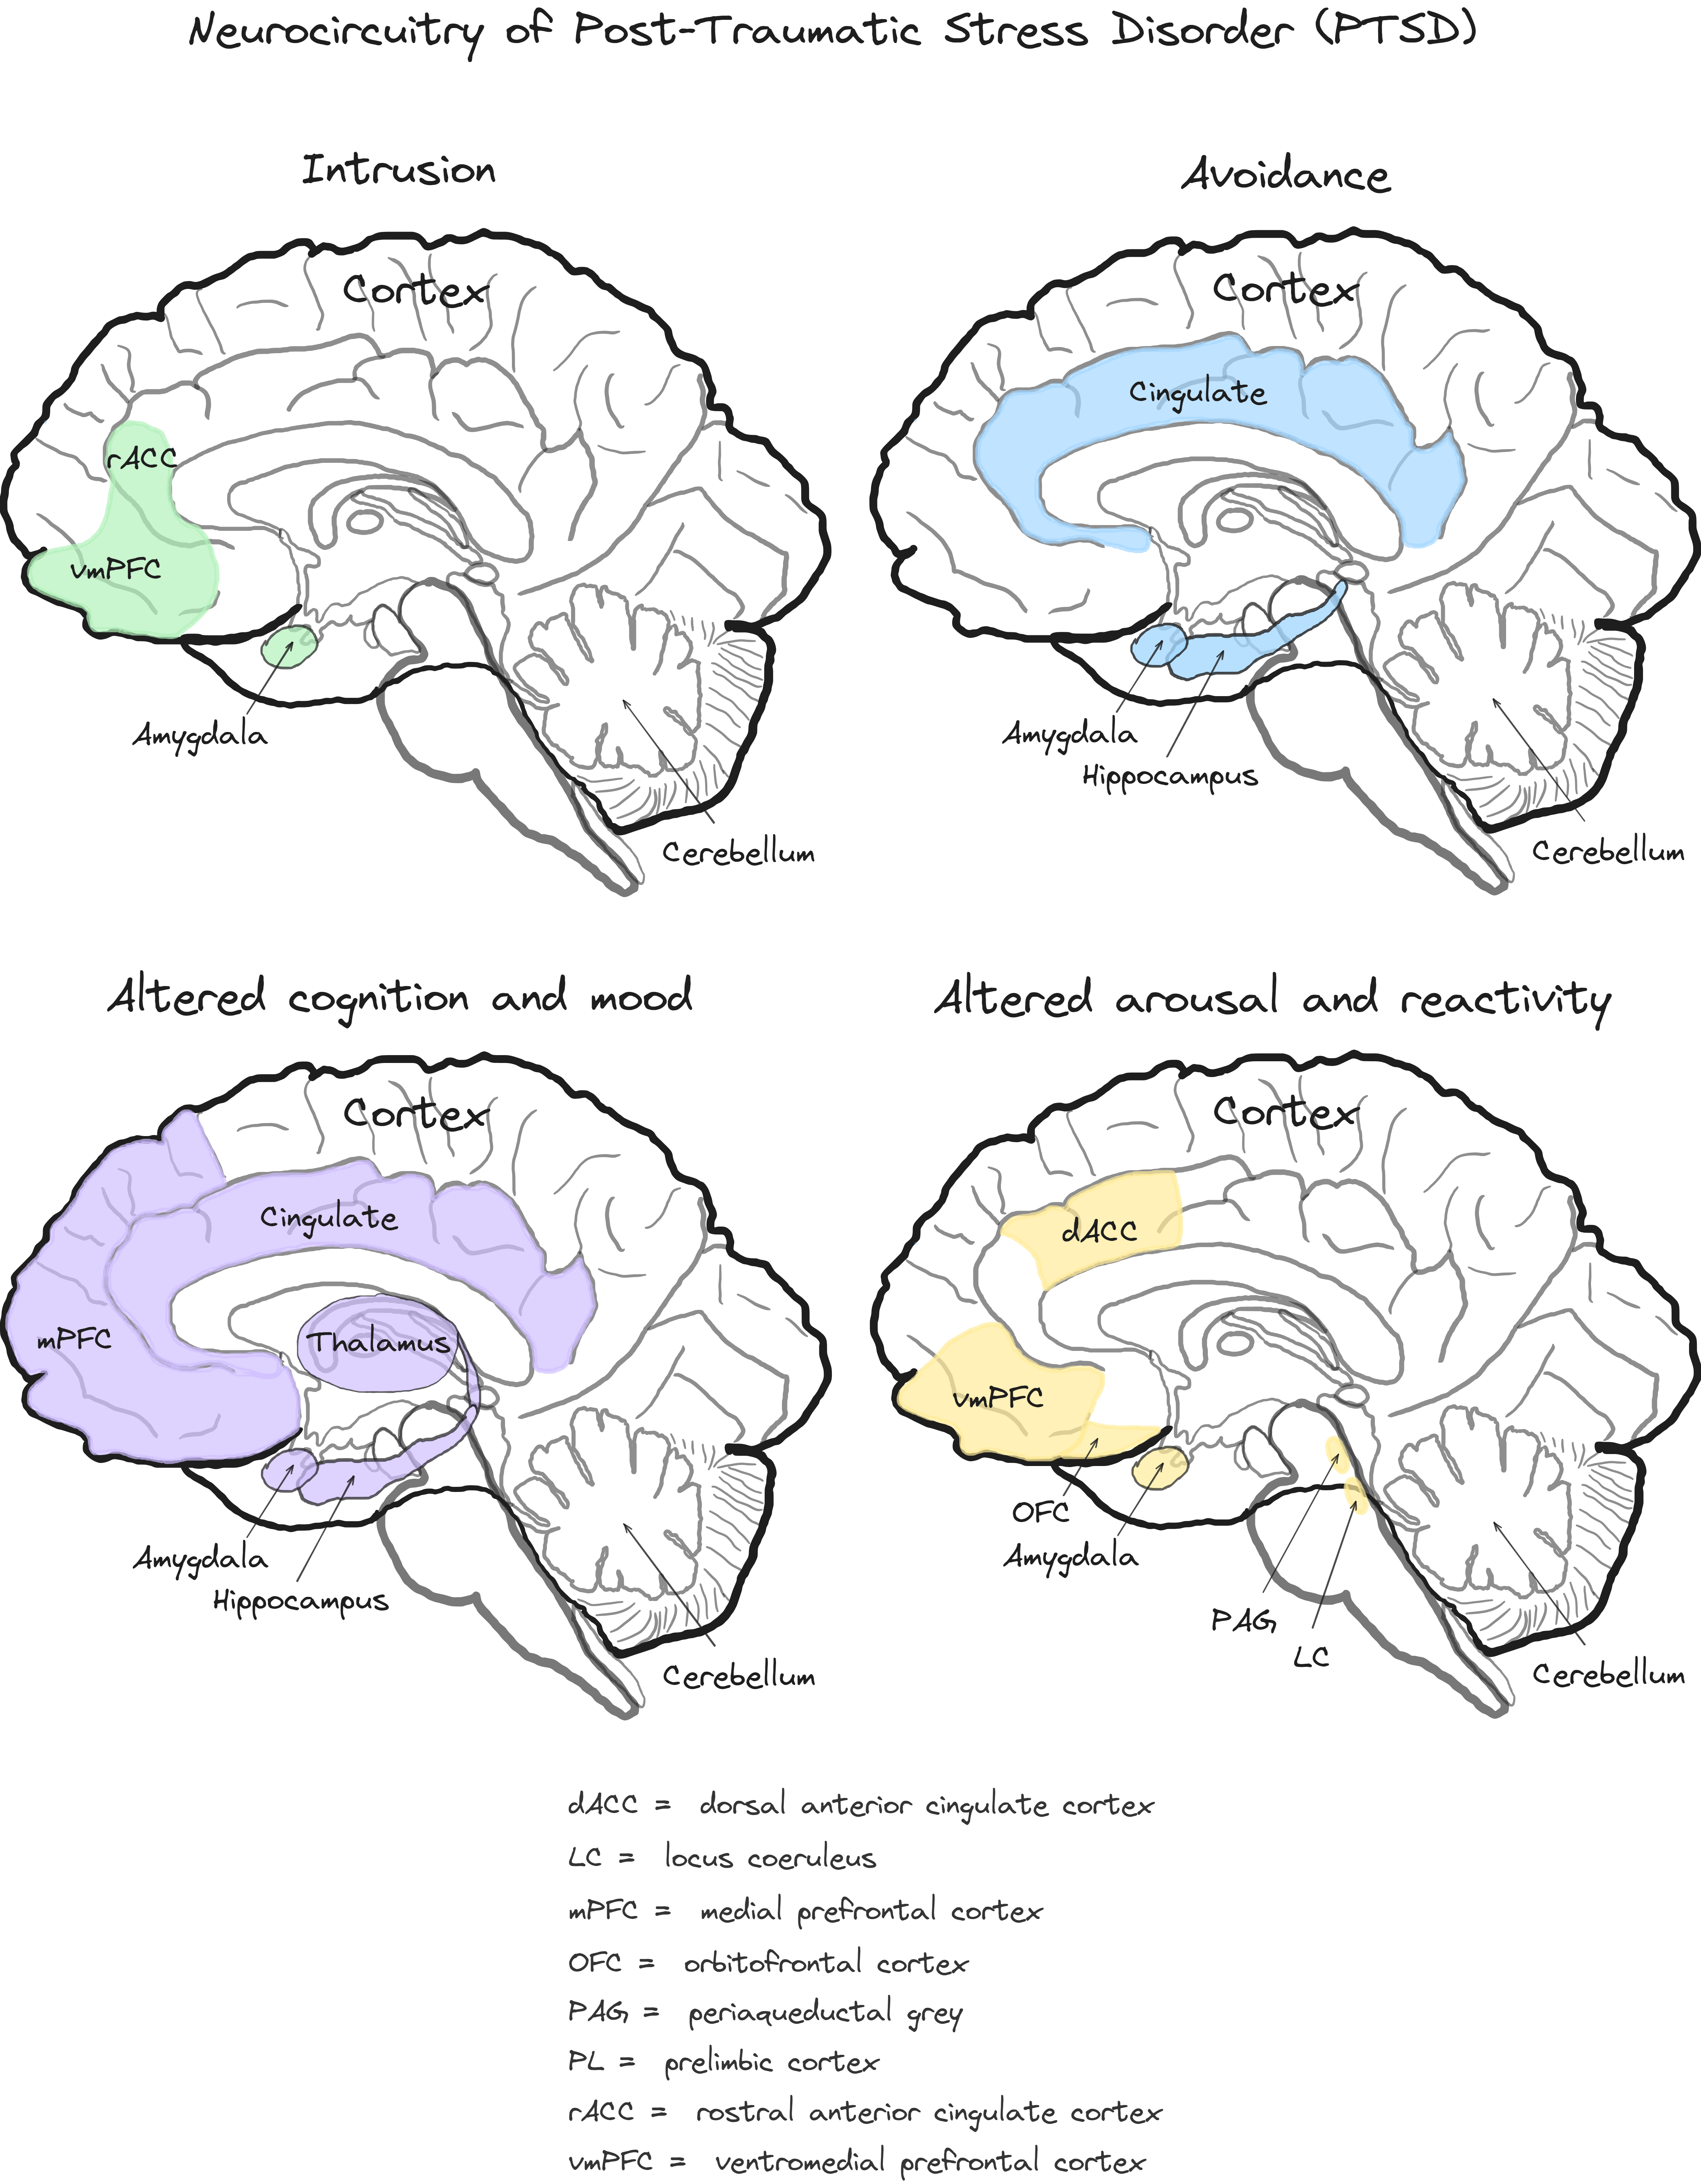 Neurocircuitry of Post-Traumatic Stress Disorder (PTSD)
Intrusion
Cortex
rACC
vmPFC
Amygdala
Cerebellum
Avoidance
Cortex
Cingulate
Amygdala
Hippocampus
Cerebellum
Altered cognition and mood
Cortex
Cingulate
mPFC
Thalamus
Amygdala
Hippocampus
Cerebellum
Altered arousal and reactivity
Cortex
dACC
vmPFC
OFC
Amygdala
PAG
LC
Cerebellum
dACC = dorsal anterior cingulate cortex
LC = locus coeruleus
mPFC = medial prefrontal cortex
OFC = orbitofrontal cortex
PAG = periaqueductal grey
PL = prelimbic cortex
rACC = rostral anterior cingulate cortex
vmPFC = ventromedial prefrontal cortex